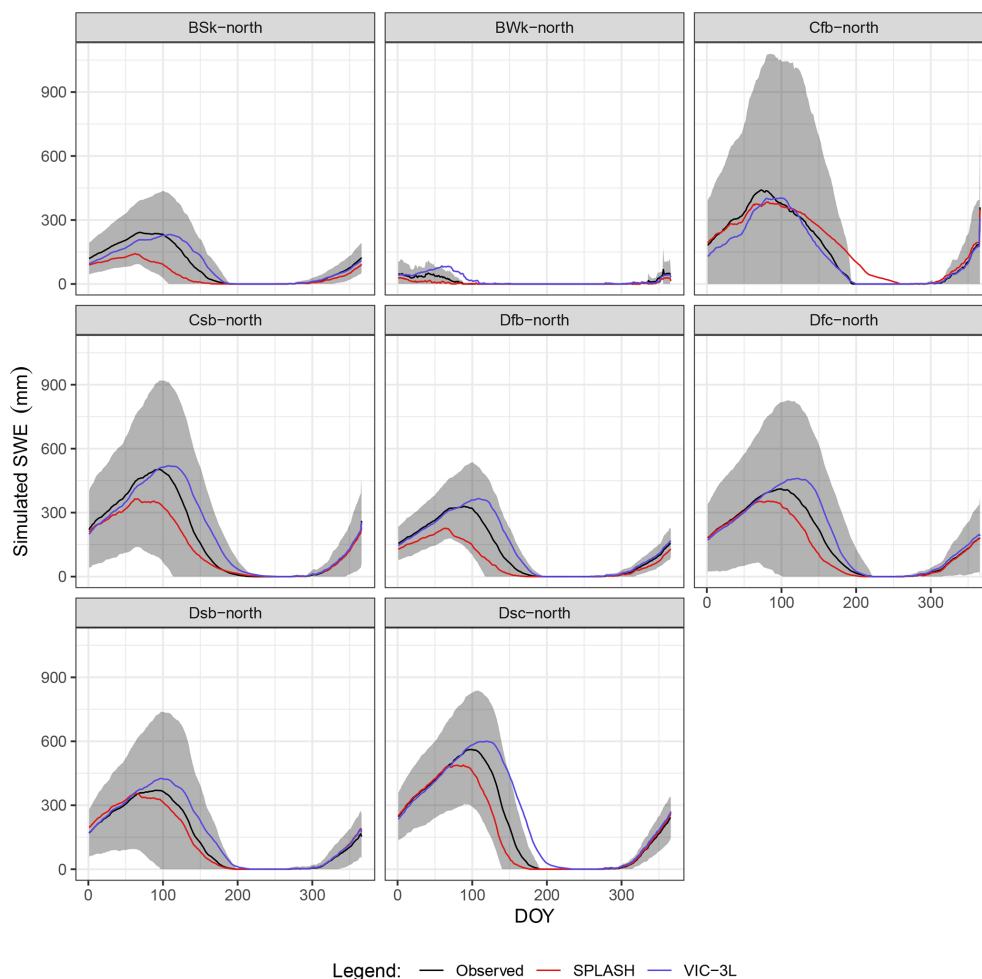 BSk−north BWk−north Cfb−north
900
600
300
0
Csb−north Dfb−north Dfc−north
900
600
300
0
0 100 200 300
Dsb−north Dsc−north
900
600
300
0
0 100 200 300 0 100 200 300
Simulated SWE (mm)
DOY
Legend: Observed SPLASH VIC−3L